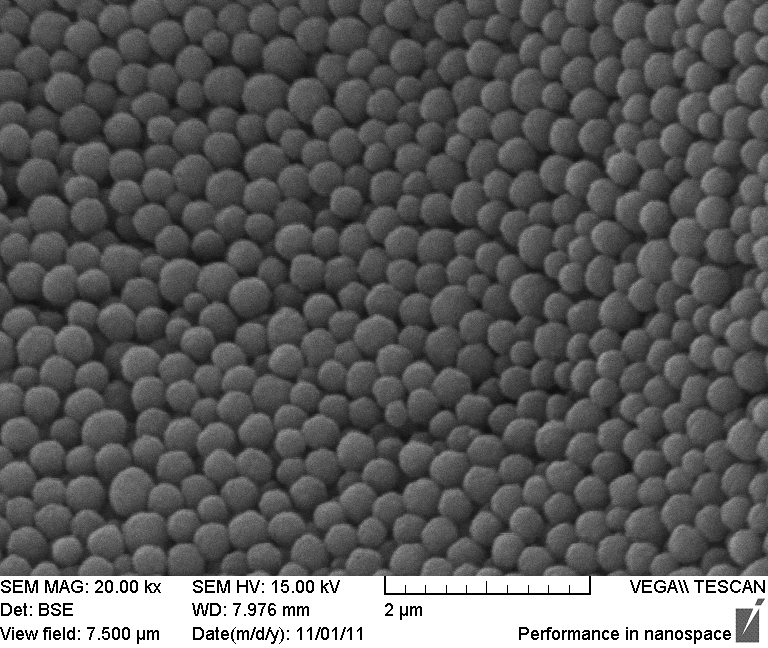 SEM MAG: 20.00 kx SEM HV: 15.00 kV VEGA\\ TESCAN
Det: BSE WD: 7.976 mm 2 µm
View field: 7.500 µm Date(m/d/y): 11/01/11
Performance in nanospace